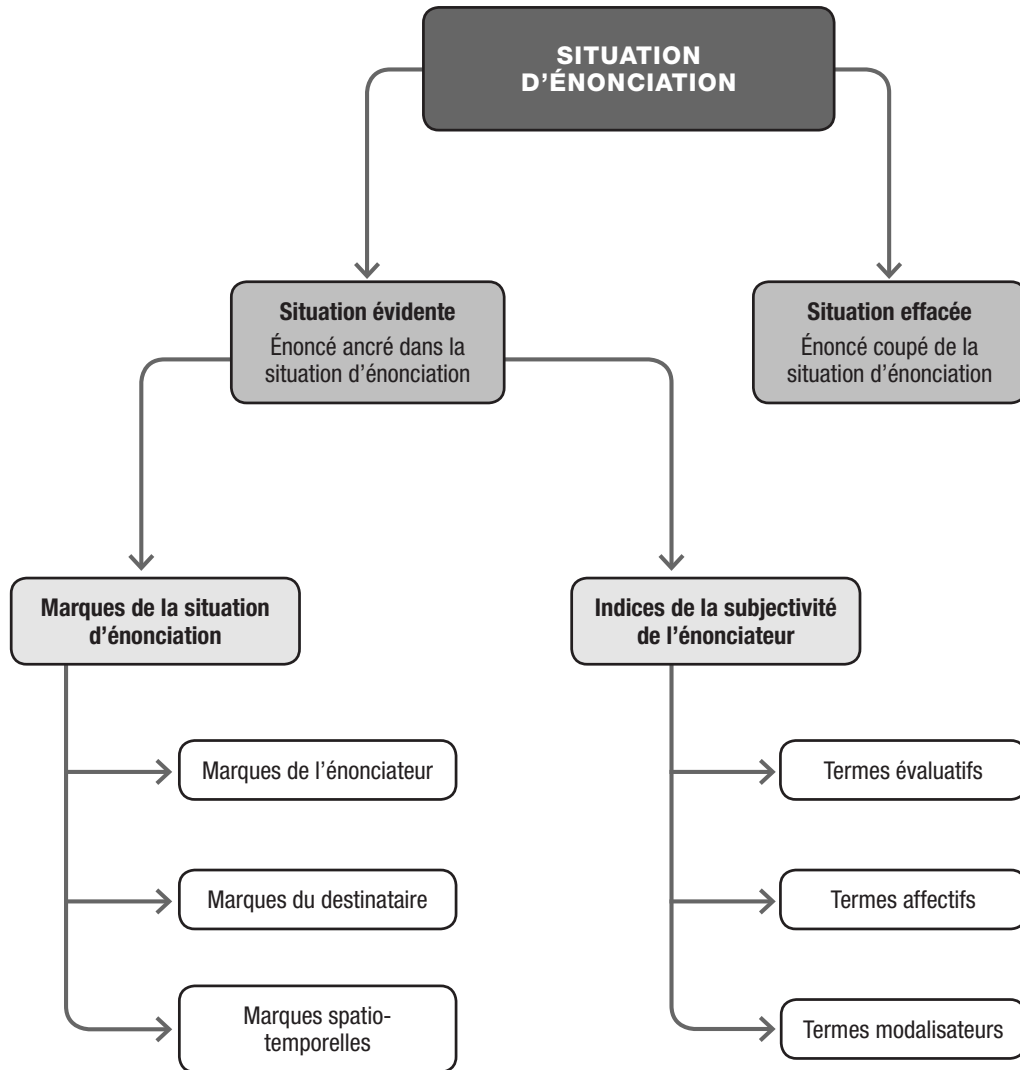 SITUATION
D’ÉNONCIATION
Situation évidente
Énoncé ancré dans la
situation d’énonciation
Situation effacée
Énoncé coupé de la
situation d’énonciation
Marques de la situation
d’énonciation
Indices de la subjectivité
de l’énonciateur
Marques de l’énonciateur
Marques du destinataire
Marques spatio-
temporelles
Termes évaluatifs
Termes affectifs
Termes modalisateurs